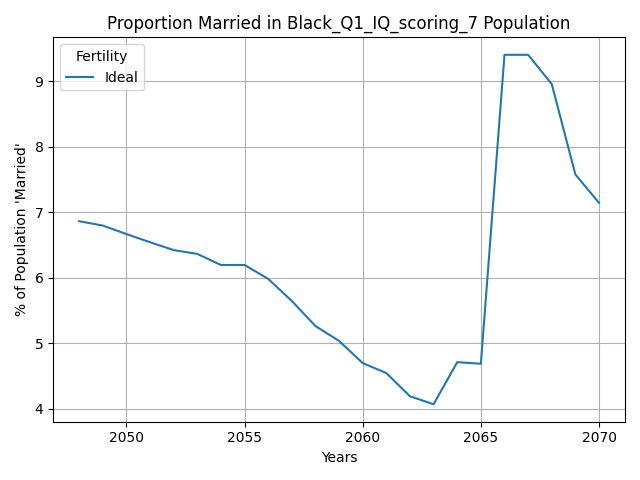 Proportion Married in Black_Q1_IQ_scoring_7 Population
Fertility
Ideal
% of Population 'Married'
9
8
7
6
5
4
2050 2055 2060 2065 2070
Years